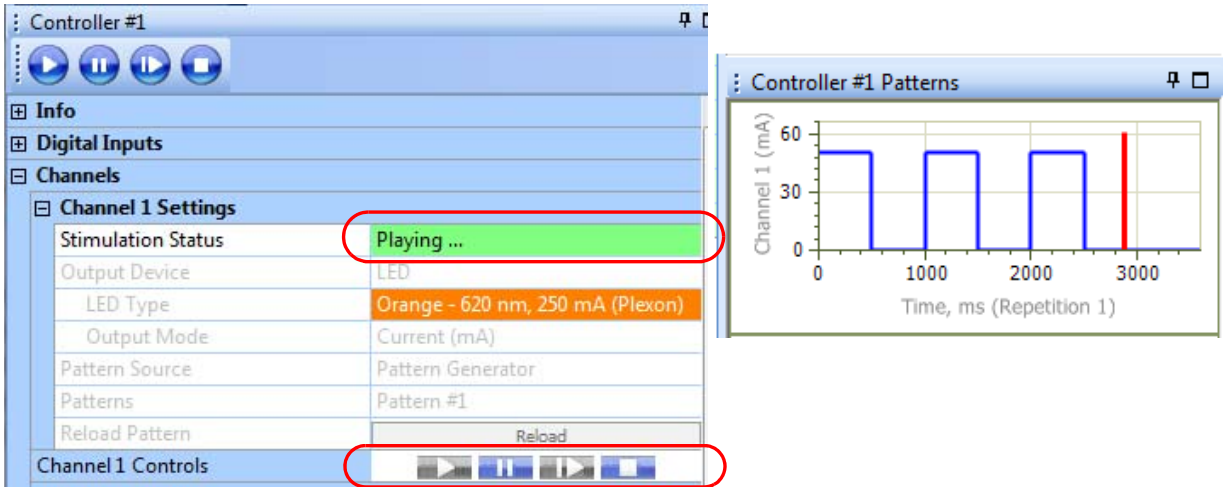 Controller #1
Info
Digital Inputs
Channels
Channel 1 Settings
Stimulation Status Playing ...
Output Device LED
LED Type Orange - 620 nm, 250 mA (Plexon)
Output Mode Current (mA)
Pattern Source Pattern Generator
Patterns Pattern #1
Reload Pattern Reload
Channel 1 Controls
Controller #1 Patterns
Channel 1 (mA)
60
30
0
0 1000 2000 3000
Time, ms (Repetition 1)